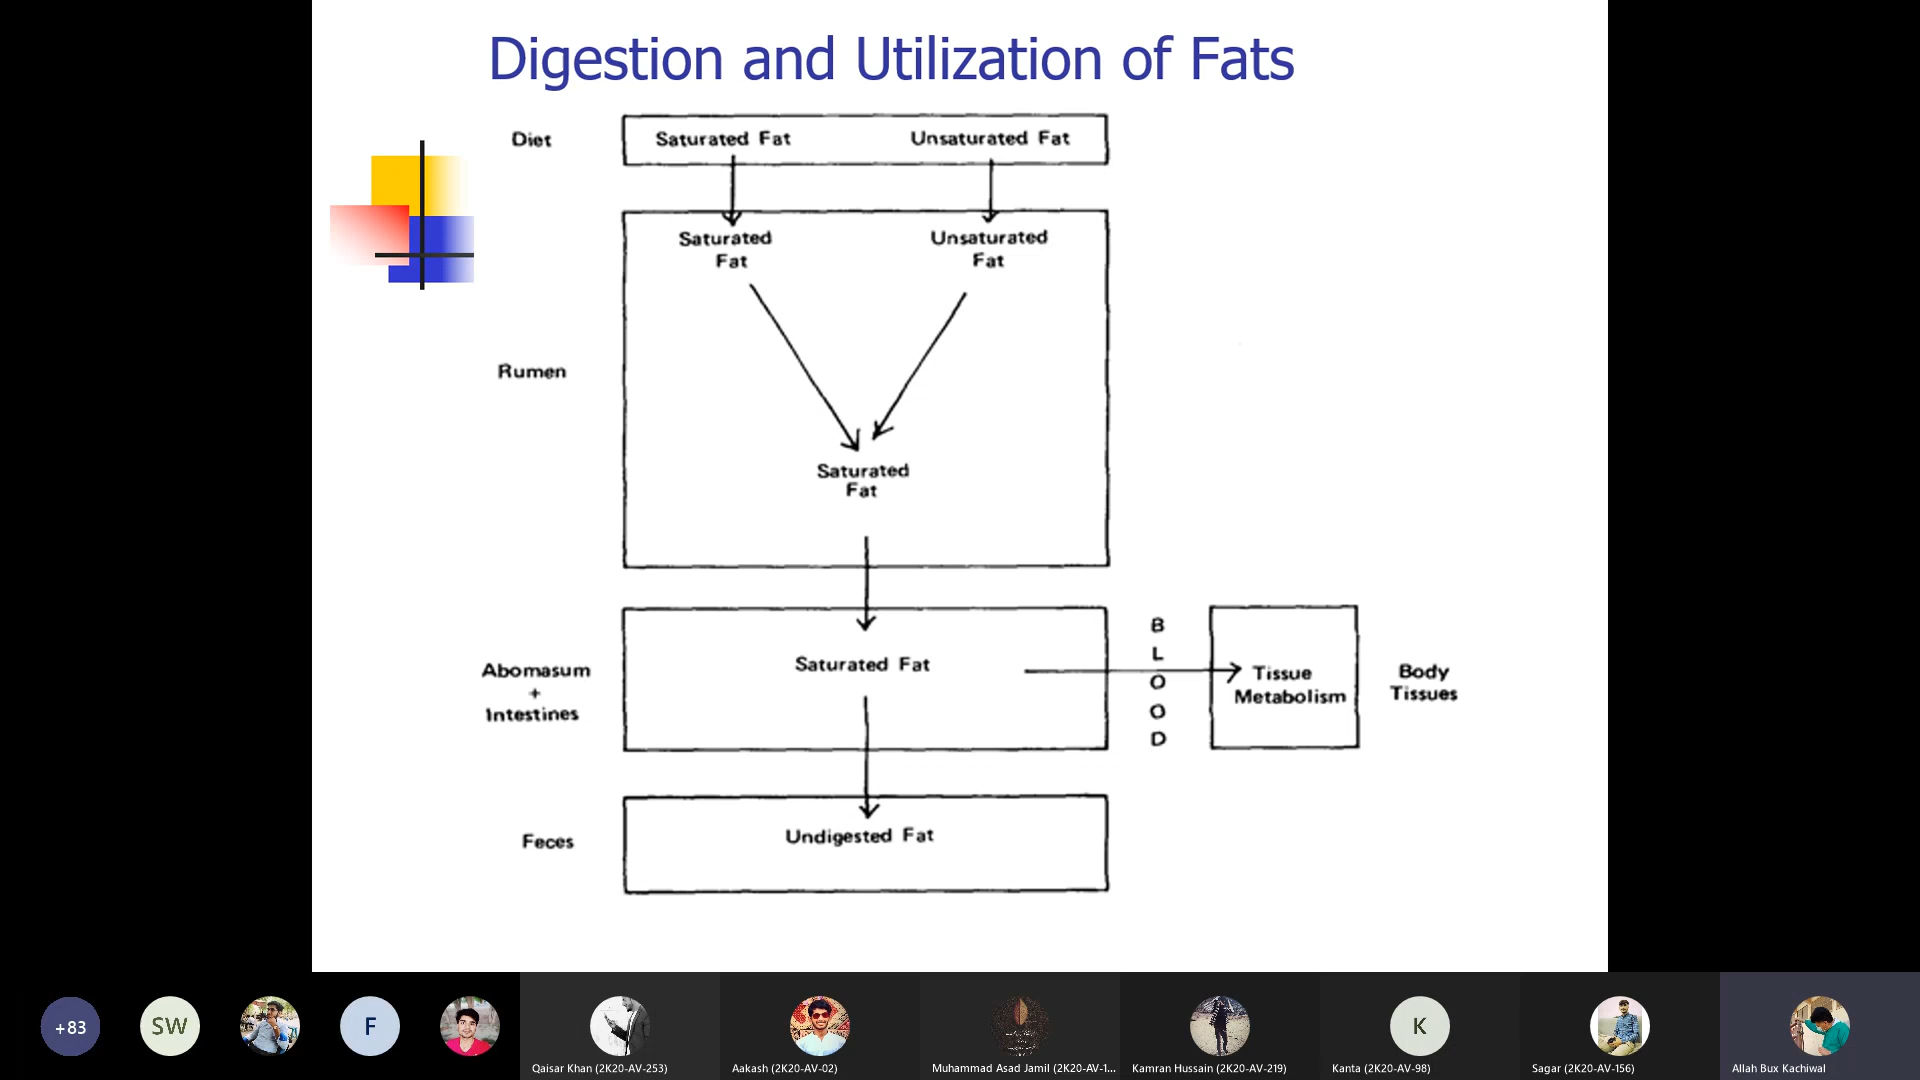 Digestion and Utilization of Fats
Diet
Saturated Fat
Unsaturated Fat
Saturated
Fat
Unsaturated
Fat
Rumen
Saturated
Fat
Abomasum
+
Intestines
Saturated Fat
B
L
O
O
D
Tissue
Metabolism
Body
Tissues
Feces
Undigested Fat
+83
SW
F
K
Qaisar Khan (2K20-AV-253)
Aakash (2K20-AV-02)
Muhammad Asad Jamil (2K20-AV-1...
Kamran Hussain (2K20-AV-219)
Kanta (2K20-AV-98)
Sagar (2K20-AV-156)
Allah Bux Kachiwal